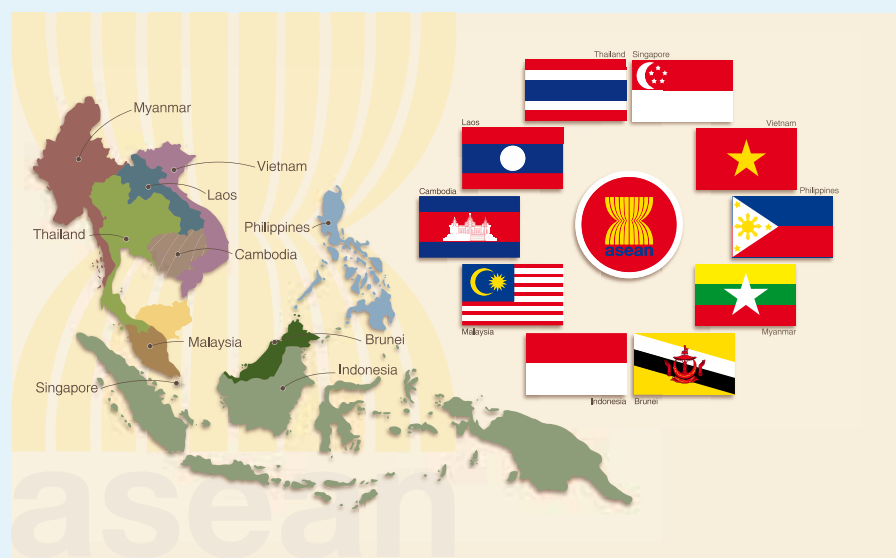 Myanmar
Vietnam
Laos
Philippines
Thailand
Cambodia
Malaysia
Brunei
Indonesia
Singapore
asean
Thailand
Singapore
Laos
Vietnam
Cambodia
Philippines
asean
Malaysia
Myanmar
Indonesia
Brunei